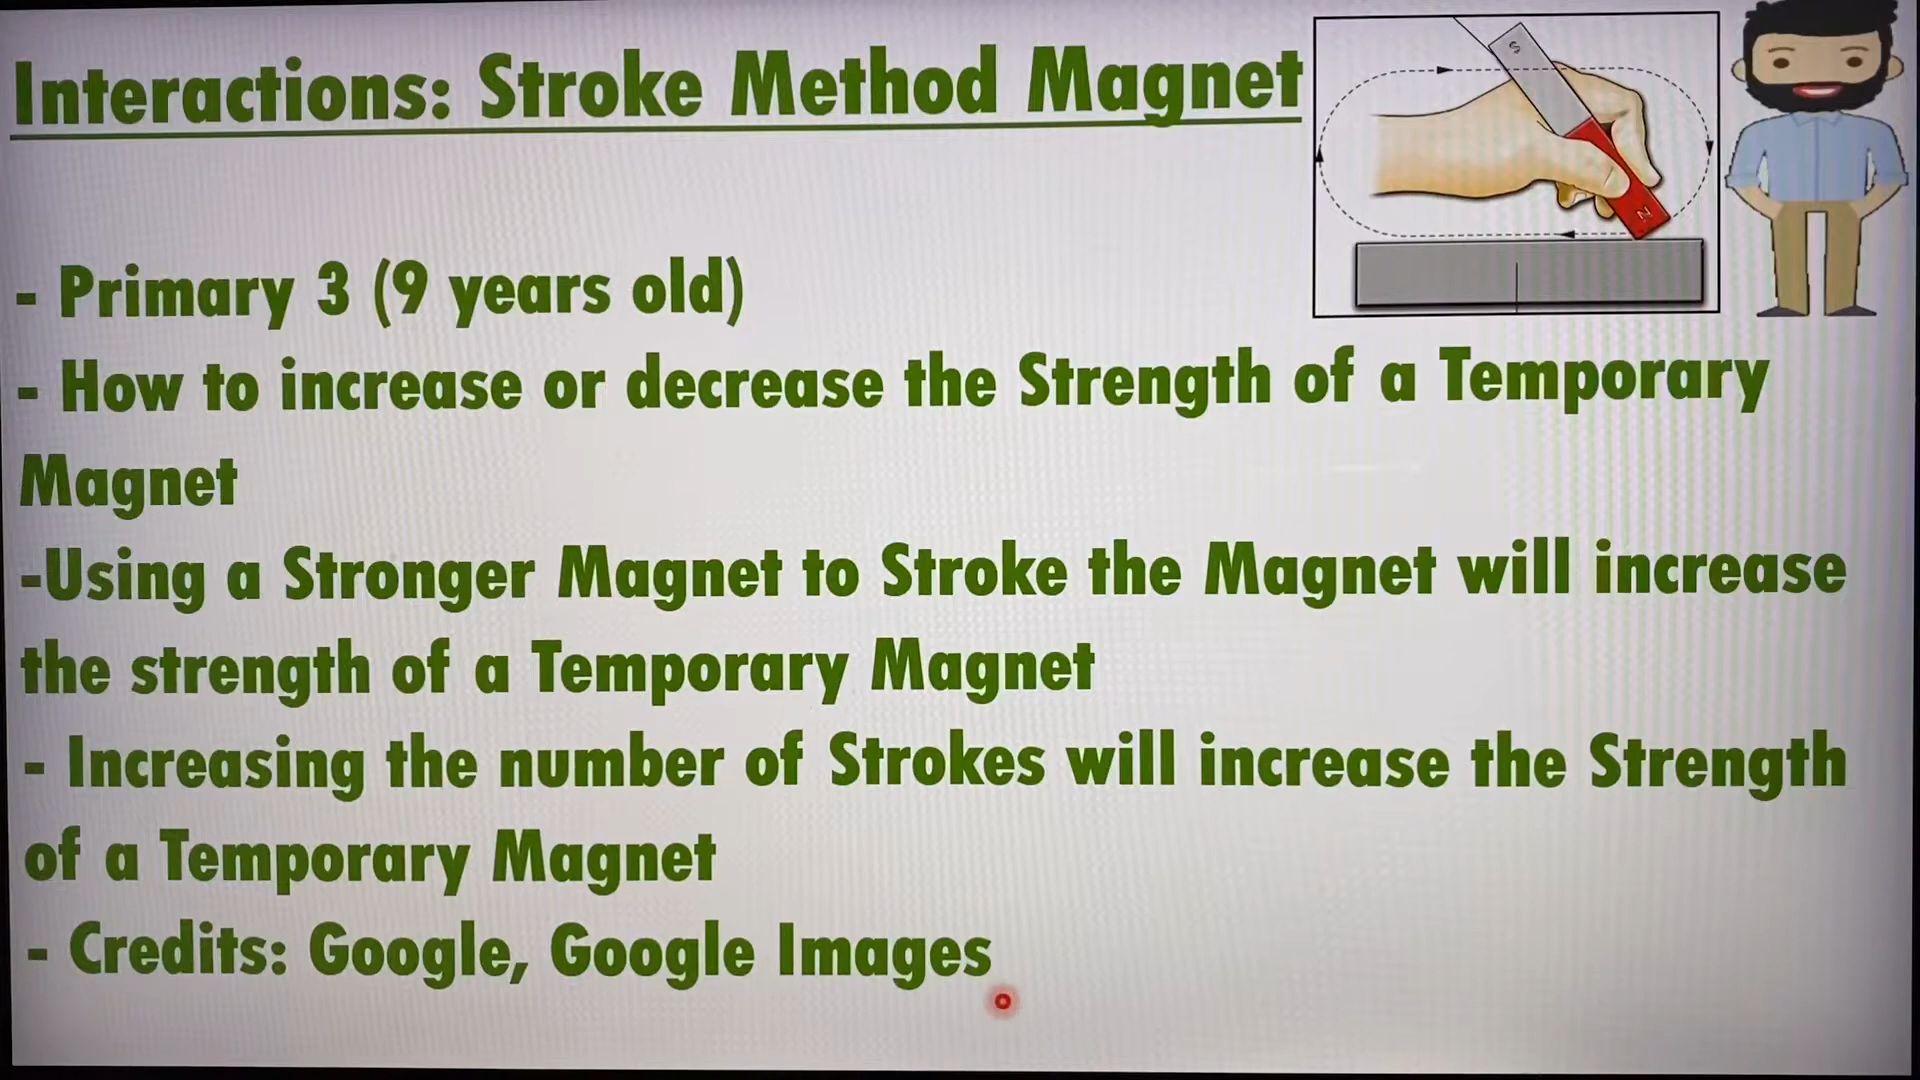 Interactions: Stroke Method Magnet
S
N
- Primary 3 (9 years old)
- How to increase or decrease the Strength of a Temporary
Magnet
-Using a Stronger Magnet to Stroke the Magnet will increase
the strength of a Temporary Magnet
- Increasing the number of Strokes will increase the Strength
of a Temporary Magnet
- Credits: Google, Google Images